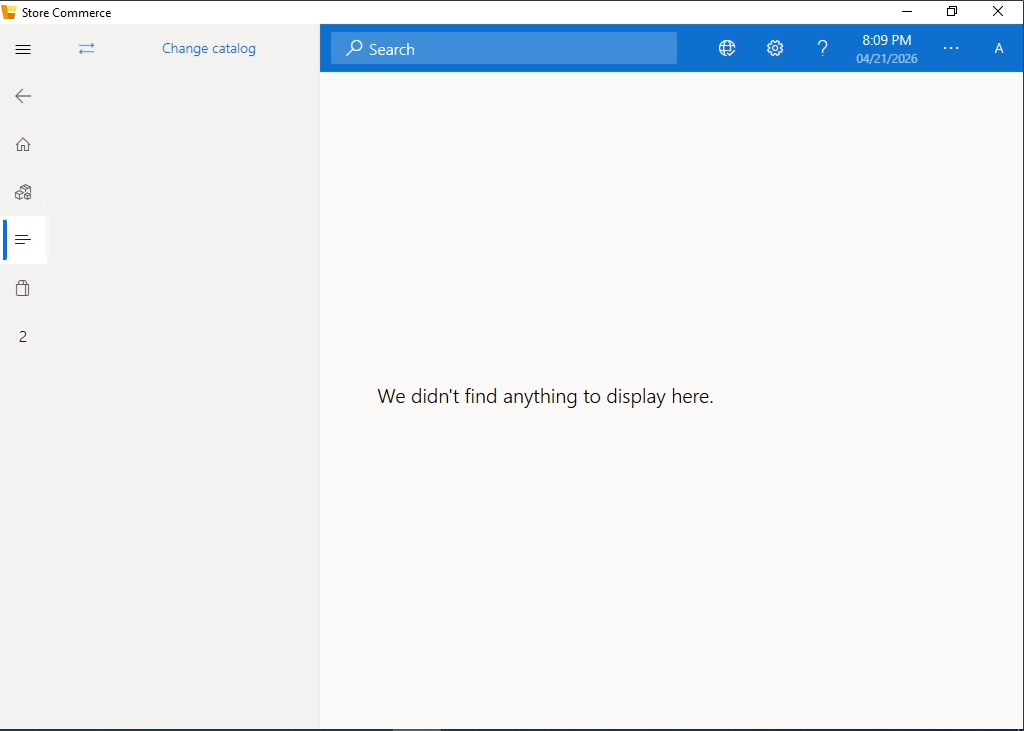 Store Commerce
Change catalog
Search
8:09 PM
04/21/2026
A
2
We didn't find anything to display here.